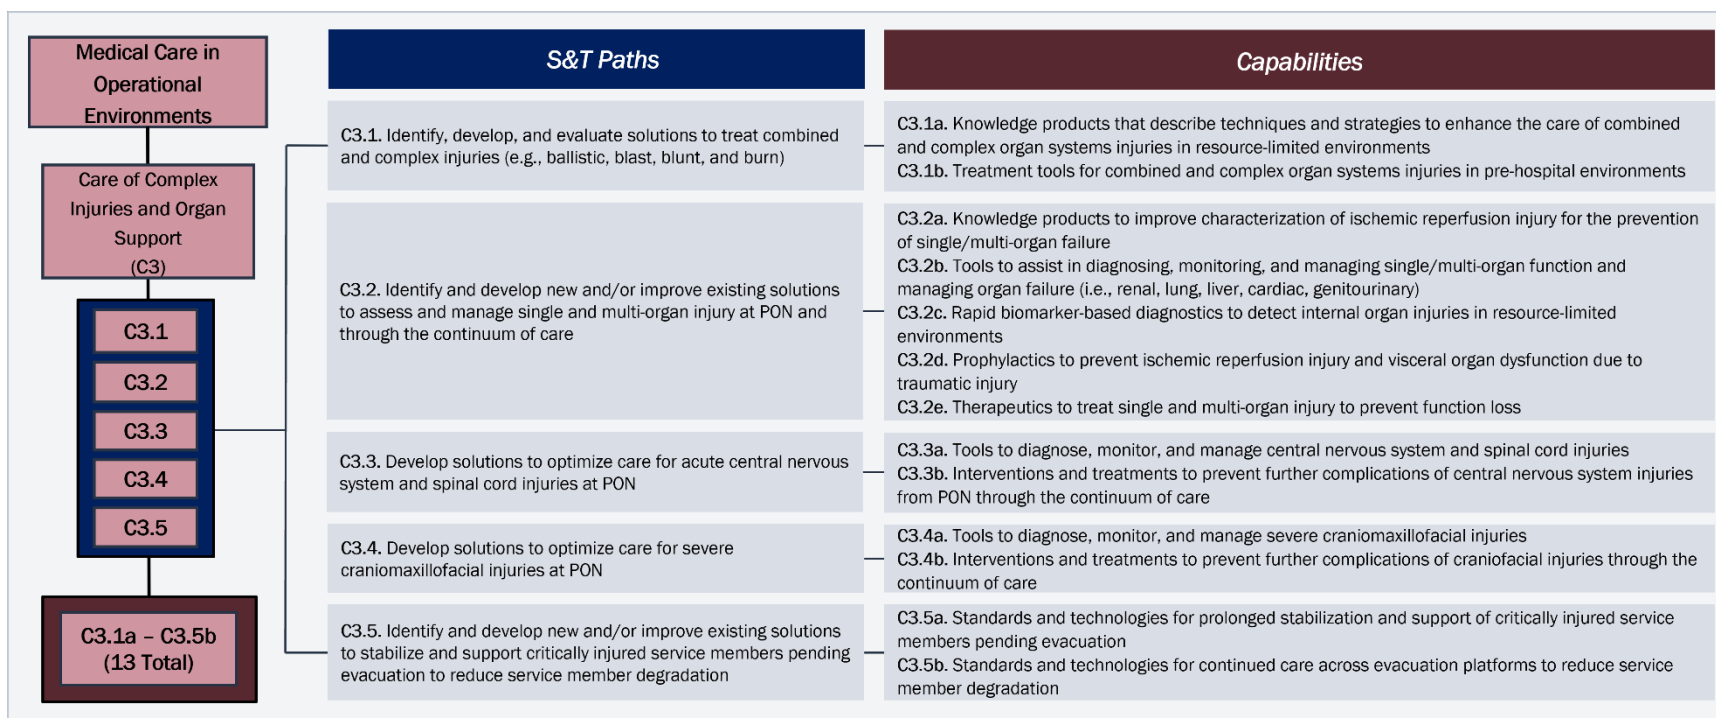 Medical Care in
Operational
Environments
Care of Complex
Injuries and Organ
Support
(C3)
C3.1
C3.2
C3.3
C3.4
C3.5
C3.1a – C3.5b
(13 Total)
S&T Paths
Capabilities
C3.1. Identify, develop, and evaluate solutions to treat combined
and complex injuries (e.g., ballistic, blast, blunt, and burn)
C3.1a. Knowledge products that describe techniques and strategies to enhance the care of combined
and complex organ systems injuries in resource-limited environments
C3.1b. Treatment tools for combined and complex organ systems injuries in pre-hospital environments
C3.2. Identify and develop new and/or improve existing solutions
to assess and manage single and multi-organ injury at PON and
through the continuum of care
C3.2a. Knowledge products to improve characterization of ischemic reperfusion injury for the prevention
of single/multi-organ failure
C3.2b. Tools to assist in diagnosing, monitoring, and managing single/multi-organ function and
managing organ failure (i.e., renal, lung, liver, cardiac, genitourinary)
C3.2c. Rapid biomarker-based diagnostics to detect internal organ injuries in resource-limited
environments
C3.2d. Prophylactics to prevent ischemic reperfusion injury and visceral organ dysfunction due to
traumatic injury
C3.2e. Therapeutics to treat single and multi-organ injury to prevent function loss
C3.3. Develop solutions to optimize care for acute central nervous
system and spinal cord injuries at PON
C3.3a. Tools to diagnose, monitor, and manage central nervous system and spinal cord injuries
C3.3b. Interventions and treatments to prevent further complications of central nervous system injuries
from PON through the continuum of care
C3.4. Develop solutions to optimize care for severe
craniomaxillofacial injuries at PON
C3.4a. Tools to diagnose, monitor, and manage severe craniomaxillofacial injuries
C3.4b. Interventions and treatments to prevent further complications of craniofacial injuries through the
continuum of care
C3.5. Identify and develop new and/or improve existing solutions
to stabilize and support critically injured service members pending
evacuation to reduce service member degradation
C3.5a. Standards and technologies for prolonged stabilization and support of critically injured service
members pending evacuation
C3.5b. Standards and technologies for continued care across evacuation platforms to reduce service
member degradation